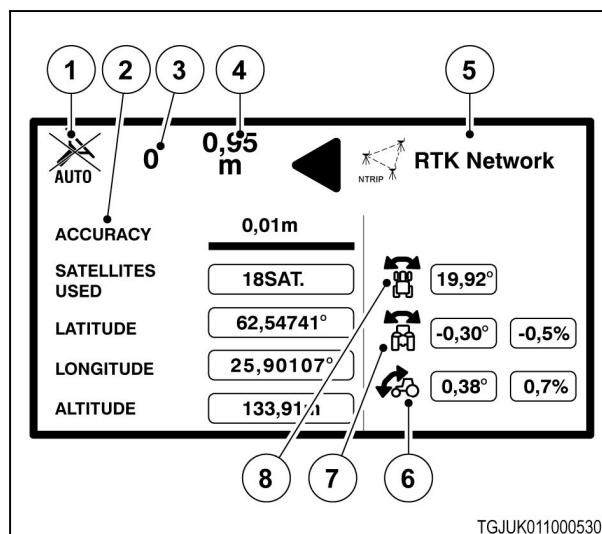 1 2 3 4 5
AUTO
0
0,95
m
NTRIP
RTK Network
ACCURACY 0,01m
SATELLITES
USED
18SAT.
LATITUDE 62,54741°
LONGITUDE 25,90107°
ALTITUDE 133,91m
19,92°
-0,30° -0,5%
0,38° 0,7%
8 7 6
TGJUK011000530